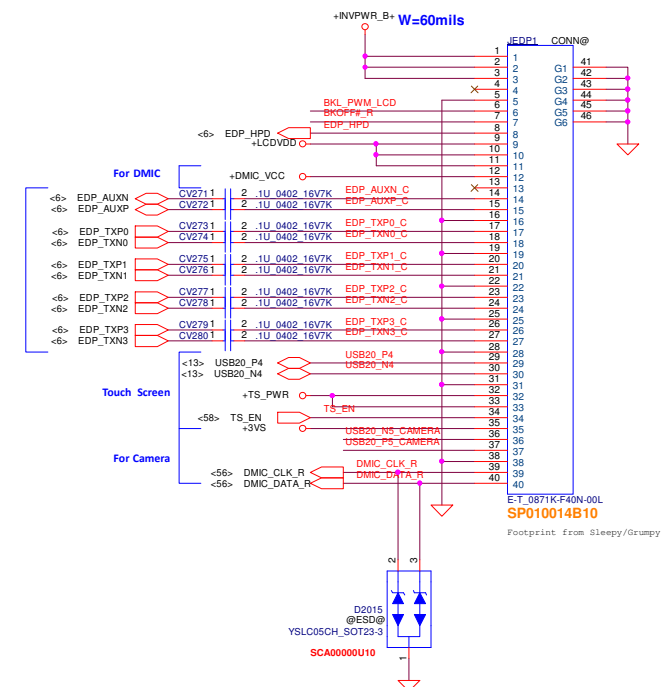 +INVPWR_B+ W=60mils
JEDP1 CONN@
1 1
2 2
3 3
4 4
5 5
BKL_PWM_LCD 6 6
BKOFF#_R 7 7
<6> EDP_HPD EDP_HPD 8 8
+LCDVDD 9 9
10 10
11 11
For DMIC
+DMIC_VCC 12 12
13 13
<6> EDP_AUXN CV271 1 2 .1U_0402_16V7K EDP_AUXN_C 14 14
<6> EDP_AUXP CV272 1 2 .1U_0402_16V7K EDP_AUXP_C 15 15
16 16
<6> EDP_TXP0 CV273 1 2 .1U_0402_16V7K EDP_TXP0_C 17 17
<6> EDP_TXN0 CV274 1 2 .1U_0402_16V7K EDP_TXN0_C 18 18
19 19
<6> EDP_TXP1 CV275 1 2 .1U_0402_16V7K EDP_TXP1_C 20 20
<6> EDP_TXN1 CV276 1 2 .1U_0402_16V7K EDP_TXN1_C 21 21
22 22
<6> EDP_TXP2 CV277 1 2 .1U_0402_16V7K EDP_TXP2_C 23 23
<6> EDP_TXN2 CV278 1 2 .1U_0402_16V7K EDP_TXN2_C 24 24
25 25
<6> EDP_TXP3 CV279 1 2 .1U_0402_16V7K EDP_TXP3_C 26 26
<6> EDP_TXN3 CV280 1 2 .1U_0402_16V7K EDP_TXN3_C 27 27
28 28
<13> USB20_P4 USB20_P4 29 29
<13> USB20_N4 USB20_N4 30 30
31 31
Touch Screen
+TS_PWR 32 32
33 33
<58> TS_EN TS_EN 34 34
+3VS 35 35
USB20_N5_CAMERA 36 36
USB20_P5_CAMERA 37 37
For Camera
38 38
<56> DMIC_CLK_R DMIC_CLK_R 39 39
<56> DMIC_DATA_R DMIC_DATA_R 40 40
G1 41
G2 42
G3 43
G4 44
G5 45
G6 46
E-T_0871K-F40N-00L
SP010014B10
Footprint from Sleepy/Grumpy
2 3
D2015
@ESD@
YSLC05CH_SOT23-3
SCA00000U10
1